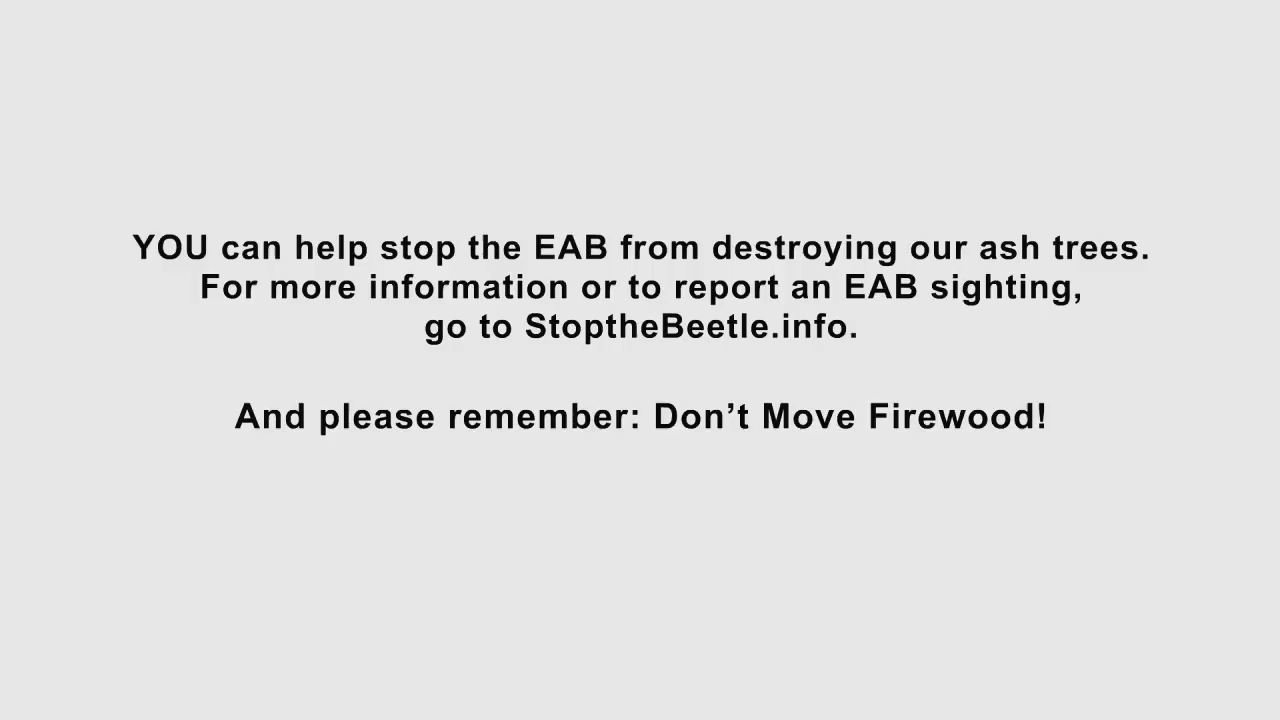 YOU can help stop the EAB from destroying our ash trees.
For more information or to report an EAB sighting,
go to StoptheBeetle.info.
And please remember: Don’t Move Firewood!